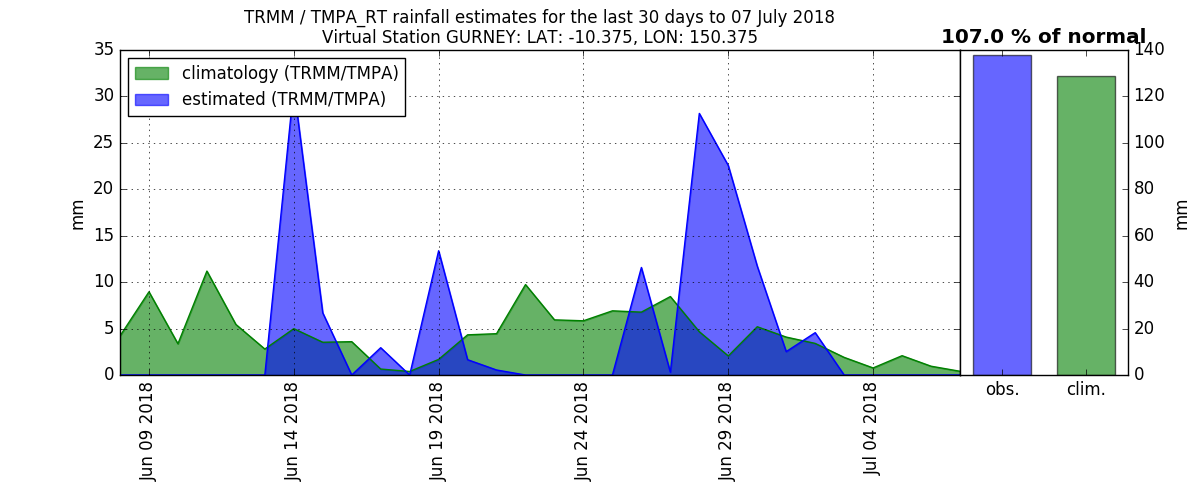 TRMM / TMPA_RT rainfall estimates for the last 30 days to 07 July 2018
Virtual Station GURNEY: LAT: -10.375, LON: 150.375
107.0 % of normal
climatology (TRMM/TMPA)
estimated (TRMM/TMPA)
35
30
25
20
15
10
5
0
mm
Jun 09 2018
Jun 14 2018
Jun 19 2018
Jun 24 2018
Jun 29 2018
Jul 04 2018
obs.
clim.
140
120
100
80
60
40
20
0
mm